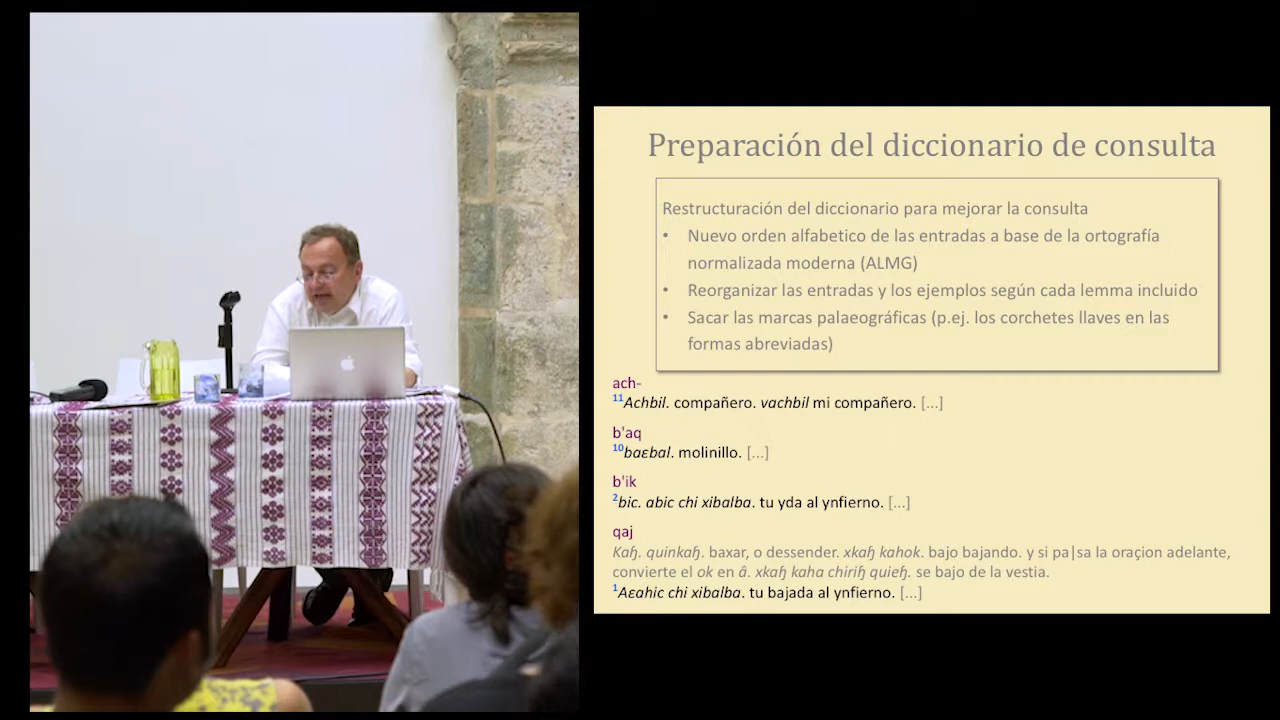 Preparación del diccionario de consulta
Restructuración del diccionario para mejorar la consulta
• Nuevo orden alfabetico de las entradas a base de la ortografía
normalizada moderna (ALMG)
• Reorganizar las entradas y los ejemplos según cada lemma incluido
• Sacar las marcas palaeográficas (p.ej. los corchetes llaves en las
formas abreviadas)
ach-
¹¹Achbil. compañero. vachbil mi compañero. [...]
b'aq
¹⁰baɛbal. molinillo. [...]
b'ik
²bic. abic chi xibalba. tu yda al ynfierno. [...]
qaj
Kaɧ. quinkaɧ. baxar, o dessender. xkaɧ kahok. bajo bajando. y si pa|sa la oraçion adelante,
convierte el ok en â. xkaɧ kaha chiriɧ quieɧ. se bajo de la vestia.
¹Aɛahic chi xibalba. tu bajada al ynfierno. [...]